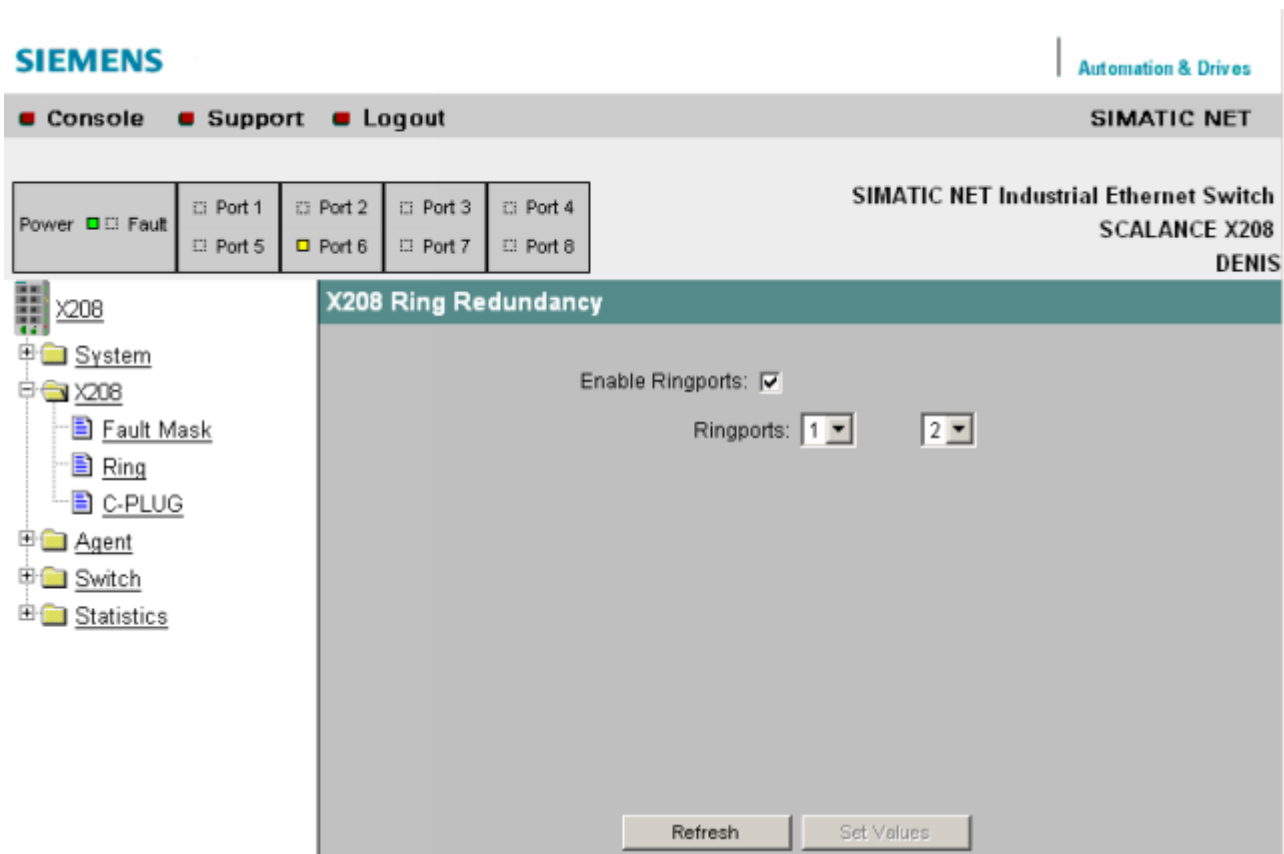 SIEMENS
Automation & Drives
Console Support Logout SIMATIC NET
Power Fault Port 1 Port 2 Port 3 Port 4
Port 5 Port 6 Port 7 Port 8
SIMATIC NET Industrial Ethernet Switch
SCALANCE X208
DENIS
X208
System
X208
Fault Mask
Ring
C-PLUG
Agent
Switch
Statistics
X208 Ring Redundancy
Enable Ringports:
Ringports: 1 2
Refresh Set Values